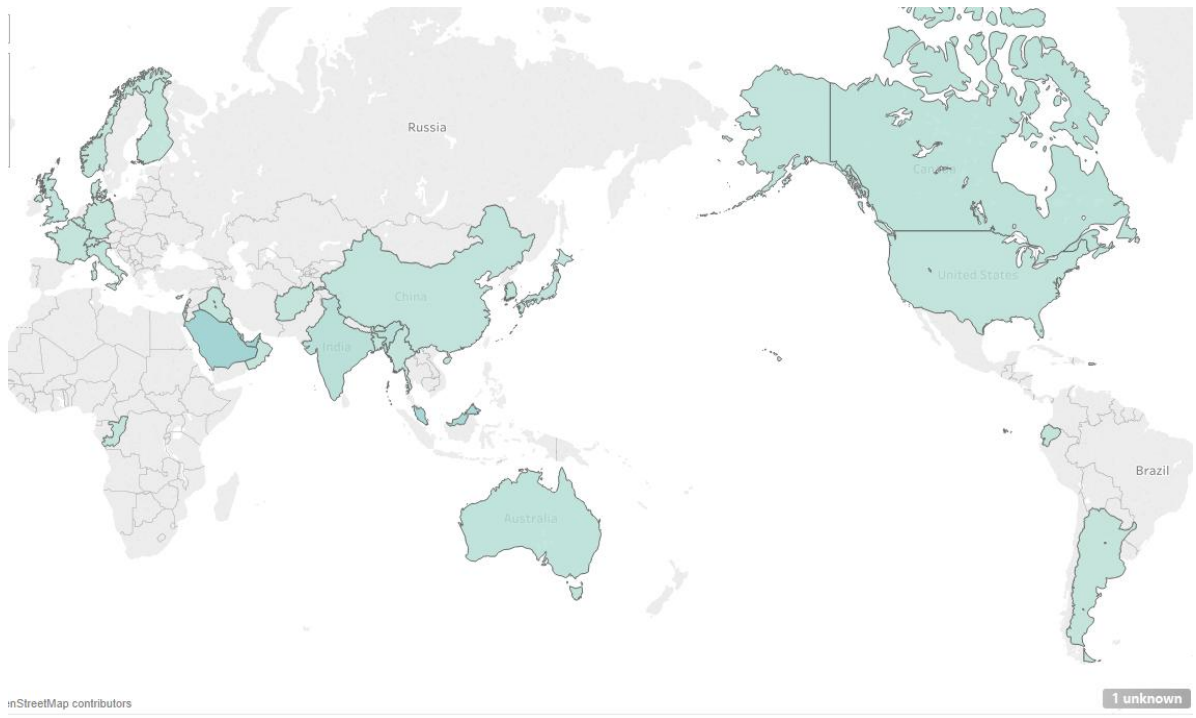 Russia
Canada
China
United States
India
Brazil
Australia
enStreetMap contributors
1 unknown